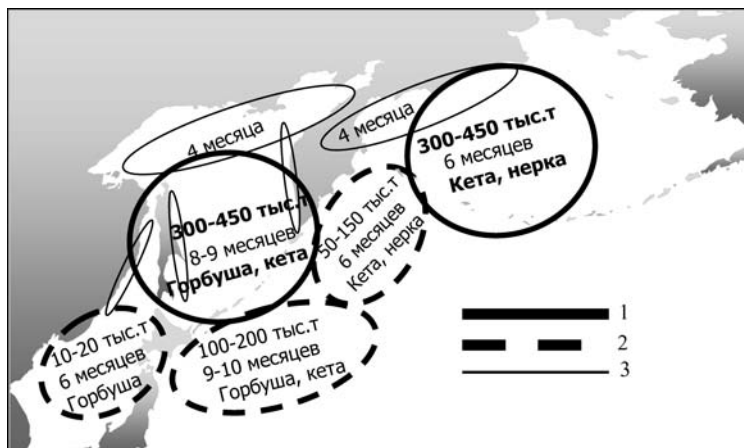 4 месяца
4 месяца
300-450 тыс.т
6 месяцев
Кета, нерка
300-450 тыс.т
8-9 месяцев
Горбуша, кета
50-150 тыс.т
6 месяцев
Кета, нерка
10-20 тыс.т
6 месяцев
Горбуша
100-200 тыс.т
9-10 месяцев
Горбуша, кета
1
2
3